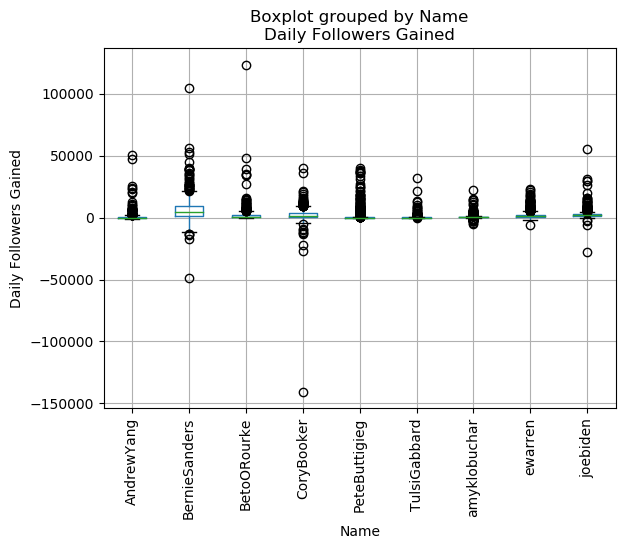 Boxplot grouped by Name
Daily Followers Gained
Daily Followers Gained
100000
50000
0
−50000
−100000
−150000
AndrewYang
BernieSanders
BetoORourke
CoryBooker
PeteButtigieg
TulsiGabbard
amyklobuchar
ewarren
joebiden
Name